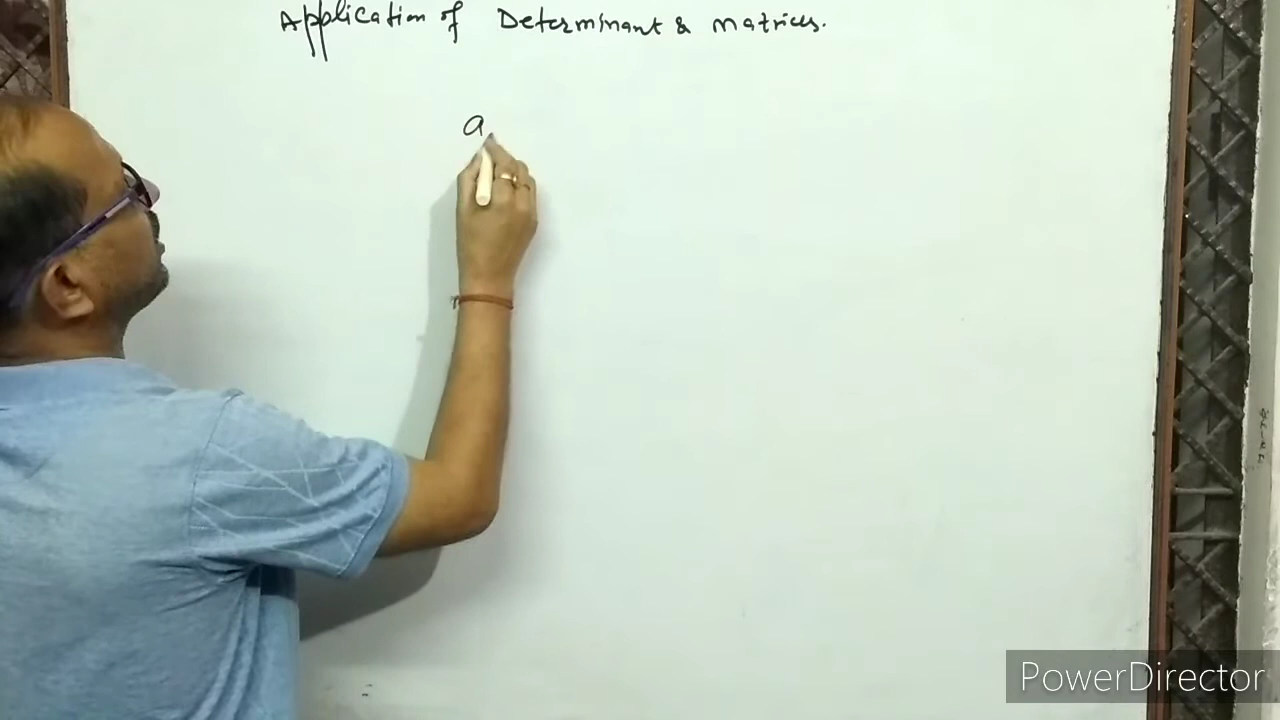 Application of Determinant & matrices.
a
PowerDirector